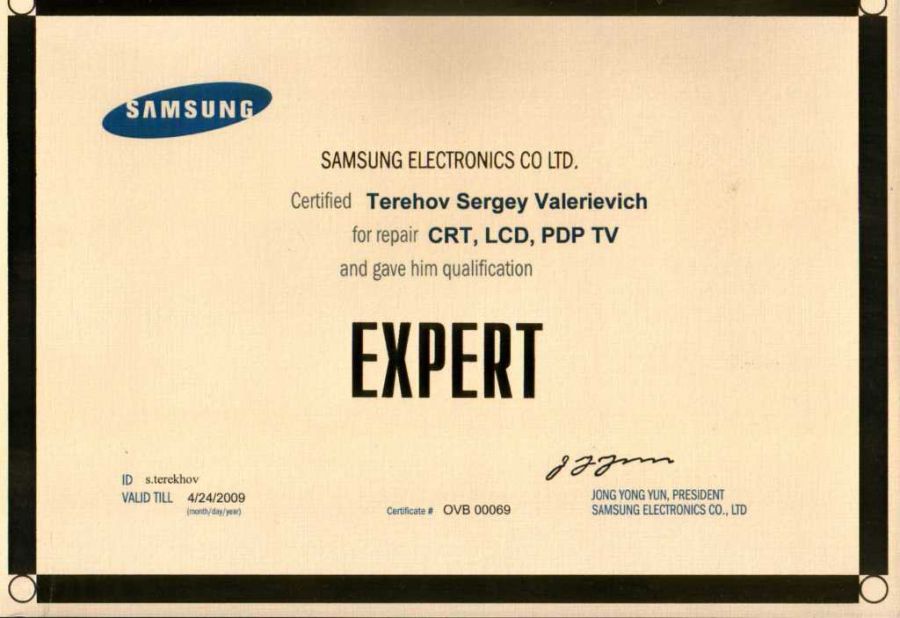 SAMSUNG
SAMSUNG ELECTRONICS CO LTD.
Certified Terehov Sergey Valerievich
for repair CRT, LCD, PDP TV
and gave him qualification
EXPERT
ID s.terekhov
VALID TILL 4/24/2009
(month/day/year)
Certificate # OVB 00069
JONG YONG YUN, PRESIDENT
SAMSUNG ELECTRONICS CO., LTD